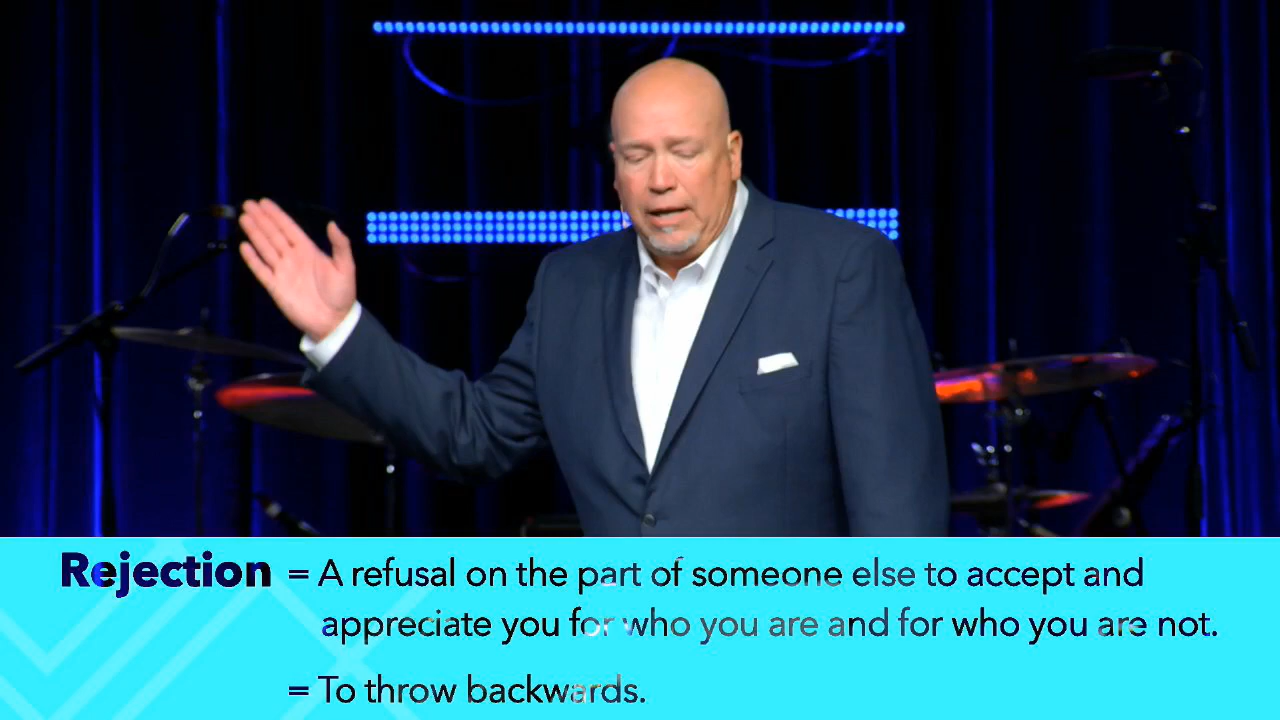 Rejection = A refusal on the part of someone else to accept and
appreciate you for who you are and for who you are not.
= To throw backwards.